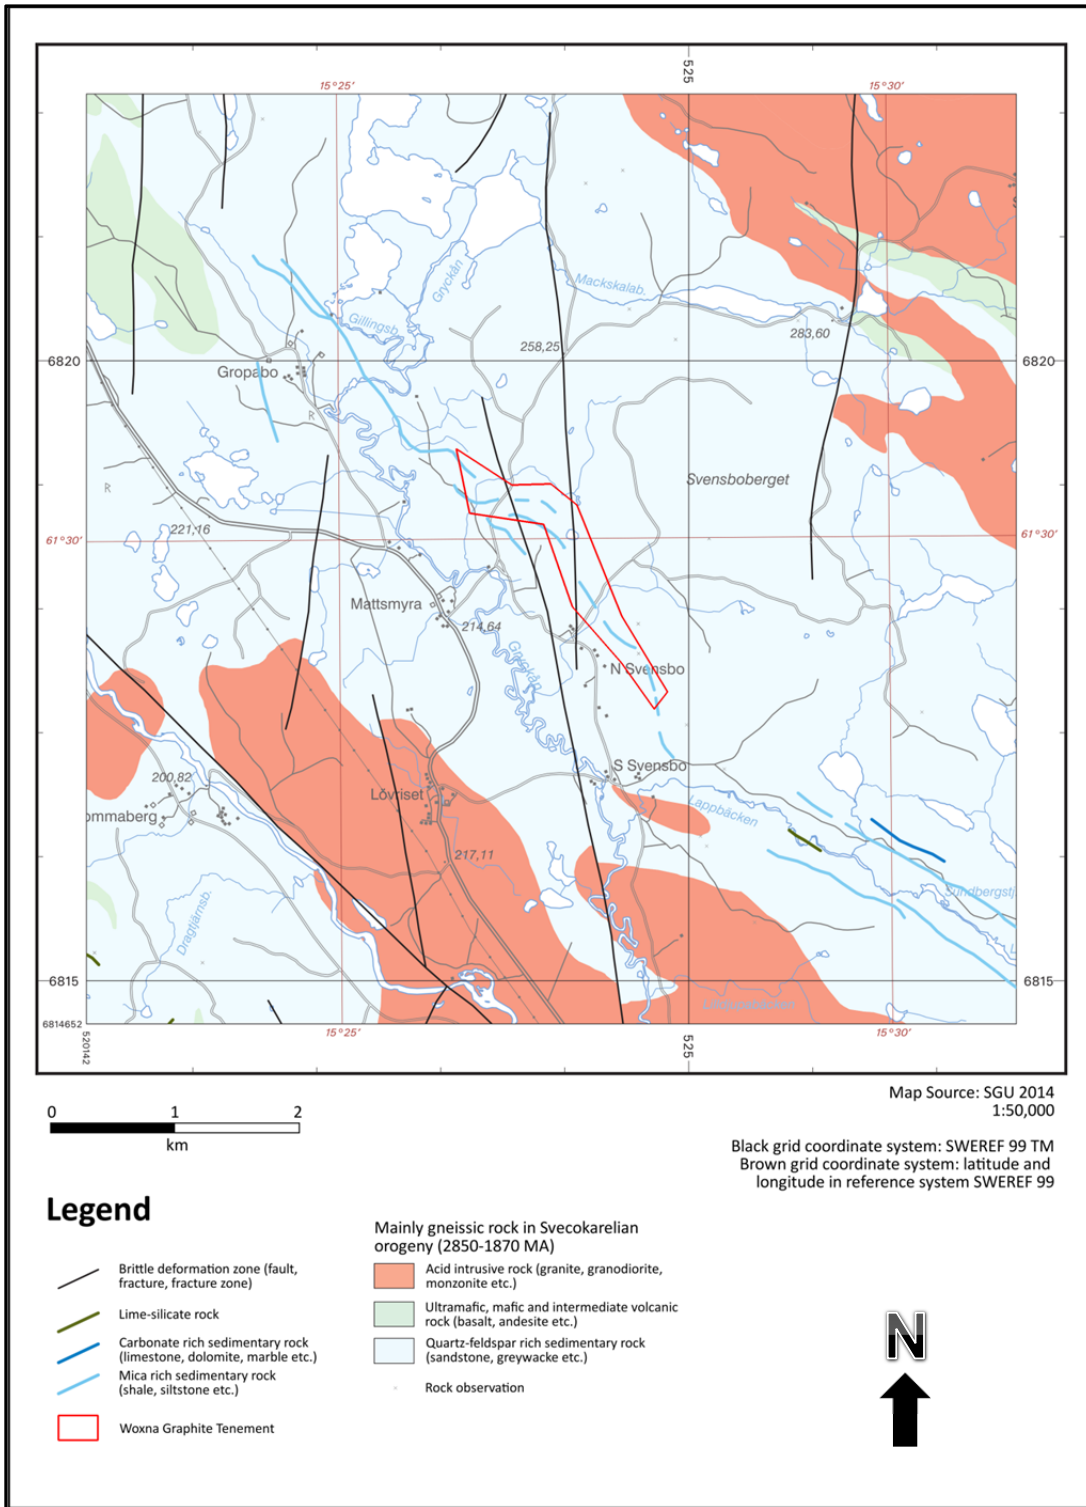 525
15°25'
15°30'
Gryckån
Mackskalab.
Gillingsb.
283,60
258,25
6820
6820
Gropabo
R
Svensboberget
R
221,16
61°30'
61°30'
Mattsmyra
214,64
Gryckån
N Svensbo
S Svensbo
200,82
Lövriset
Lappbäcken
ommaberg
217,11
Sundbergstj
Dragtjärnsb.
6815
6815
6814652
520142
15°25'
525
15°30'
Map Source: SGU 2014
1:50,000
0 1 2
km
Black grid coordinate system: SWEREF 99 TM
Brown grid coordinate system: latitude and
longitude in reference system SWEREF 99
Legend
Brittle deformation zone (fault,
fracture, fracture zone)
Lime-silicate rock
Carbonate rich sedimentary rock
(limestone, dolomite, marble etc.)
Mica rich sedimentary rock
(shale, siltstone etc.)
Woxna Graphite Tenement
Mainly gneissic rock in Svecokarelian
orogeny (2850-1870 MA)
Acid intrusive rock (granite, granodiorite,
monzonite etc.)
Ultramafic, mafic and intermediate volcanic
rock (basalt, andesite etc.)
Quartz-feldspar rich sedimentary rock
(sandstone, greywacke etc.)
Rock observation
N